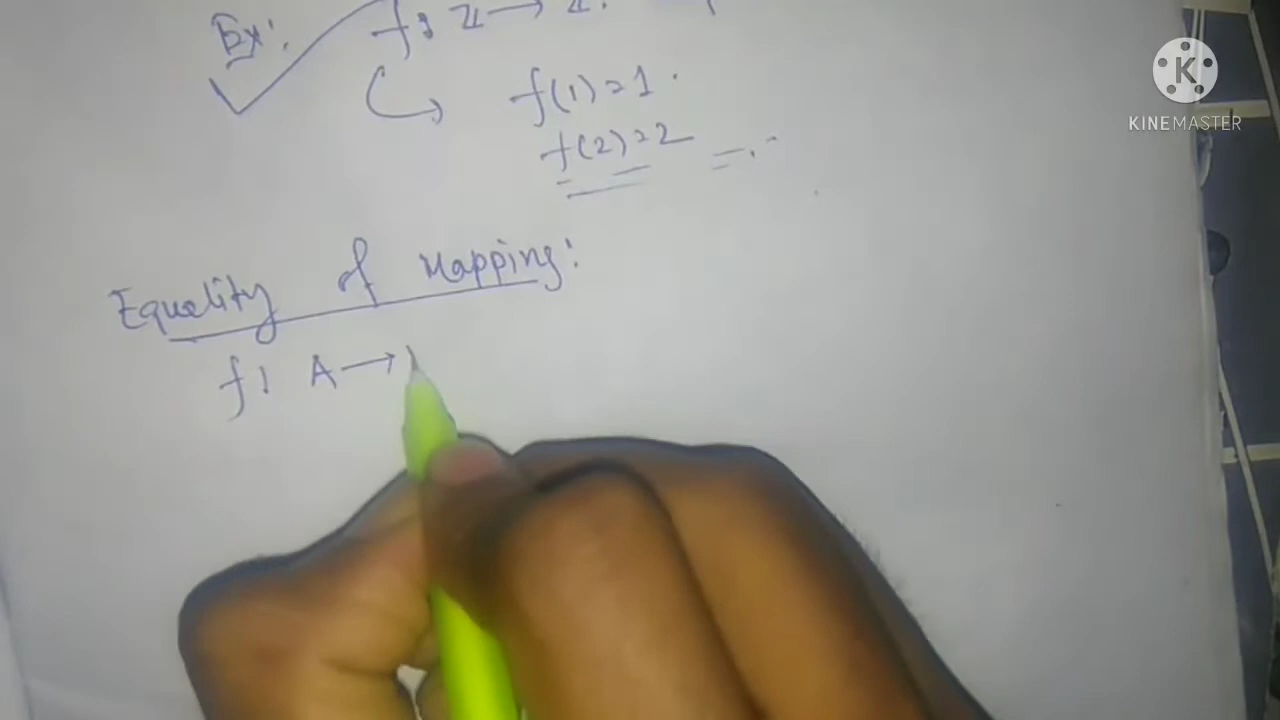 Ex:
f: Z → Z.
f(1)=1.
f(2)=2
Equality of Mapping:
f: A →
K
KINEMASTER